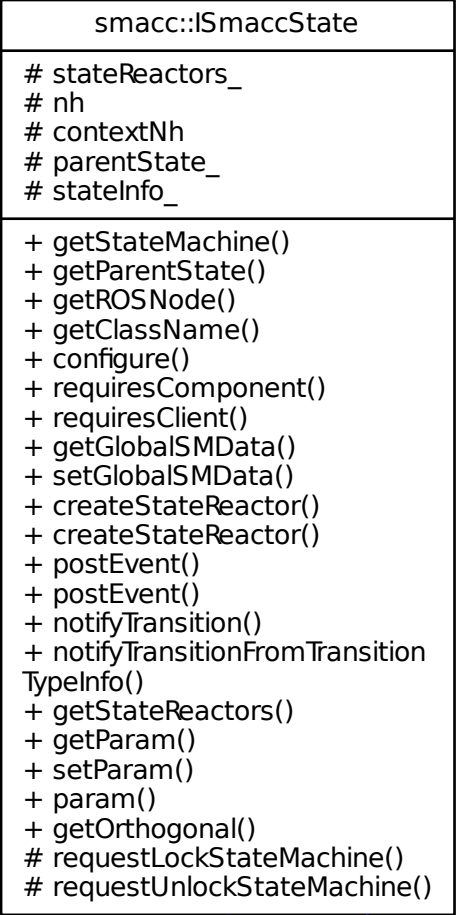 smacc::ISmaccState
# stateReactors_
# nh
# contextNh
# parentState_
# stateInfo_
+ getStateMachine()
+ getParentState()
+ getROSNode()
+ getClassName()
+ configure()
+ requiresComponent()
+ requiresClient()
+ getGlobalSMData()
+ setGlobalSMData()
+ createStateReactor()
+ createStateReactor()
+ postEvent()
+ postEvent()
+ notifyTransition()
+ notifyTransitionFromTransition
TypeInfo()
+ getStateReactors()
+ getParam()
+ setParam()
+ param()
+ getOrthogonal()
# requestLockStateMachine()
# requestUnlockStateMachine()